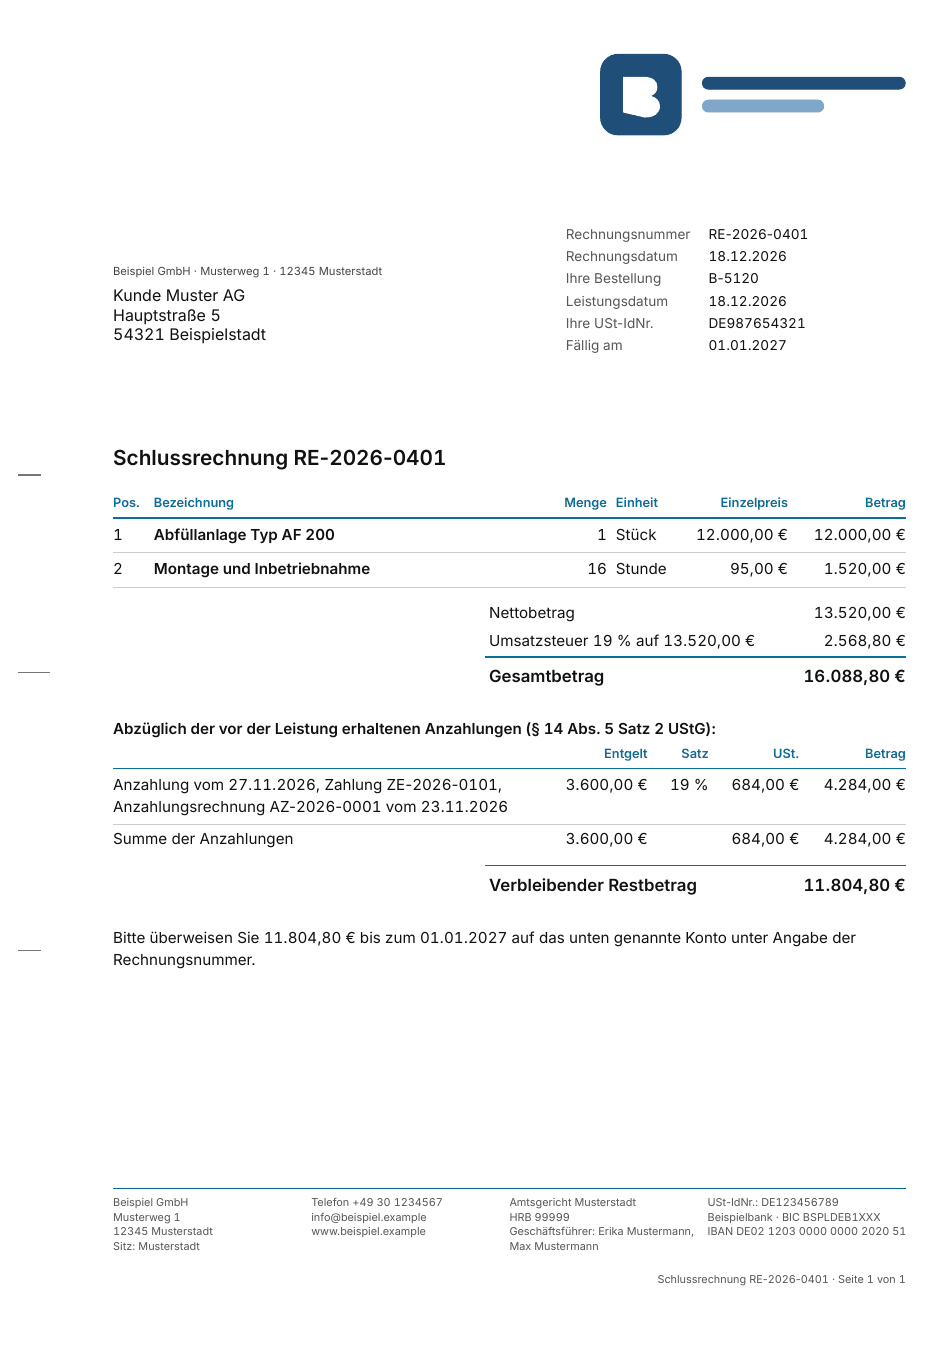 B
Rechnungsnummer RE-2026-0401
Rechnungsdatum 18.12.2026
Ihre Bestellung B-5120
Leistungsdatum 18.12.2026
Ihre USt-IdNr. DE987654321
Fällig am 01.01.2027
Beispiel GmbH · Musterweg 1 · 12345 Musterstadt
Kunde Muster AG
Hauptstraße 5
54321 Beispielstadt
Schlussrechnung RE-2026-0401
Pos. Bezeichnung Menge Einheit Einzelpreis Betrag
1 Abfüllanlage Typ AF 200 1 Stück 12.000,00 € 12.000,00 €
2 Montage und Inbetriebnahme 16 Stunde 95,00 € 1.520,00 €
Nettobetrag 13.520,00 €
Umsatzsteuer 19 % auf 13.520,00 € 2.568,80 €
Gesamtbetrag 16.088,80 €
Abzüglich der vor der Leistung erhaltenen Anzahlungen (§ 14 Abs. 5 Satz 2 UStG):
Entgelt Satz USt. Betrag
Anzahlung vom 27.11.2026, Zahlung ZE-2026-0101, 3.600,00 € 19 % 684,00 € 4.284,00 €
Anzahlungsrechnung AZ-2026-0001 vom 23.11.2026
Summe der Anzahlungen 3.600,00 € 684,00 € 4.284,00 €
Verbleibender Restbetrag 11.804,80 €
Bitte überweisen Sie 11.804,80 € bis zum 01.01.2027 auf das unten genannte Konto unter Angabe der
Rechnungsnummer.
Beispiel GmbH
Musterweg 1
12345 Musterstadt
Sitz: Musterstadt
Telefon +49 30 1234567
info@beispiel.example
www.beispiel.example
Amtsgericht Musterstadt
HRB 99999
Geschäftsführer: Erika Mustermann,
Max Mustermann
USt-IdNr.: DE123456789
Beispielbank · BIC BSPLDEB1XXX
IBAN DE02 1203 0000 0000 2020 51
Schlussrechnung RE-2026-0401 · Seite 1 von 1